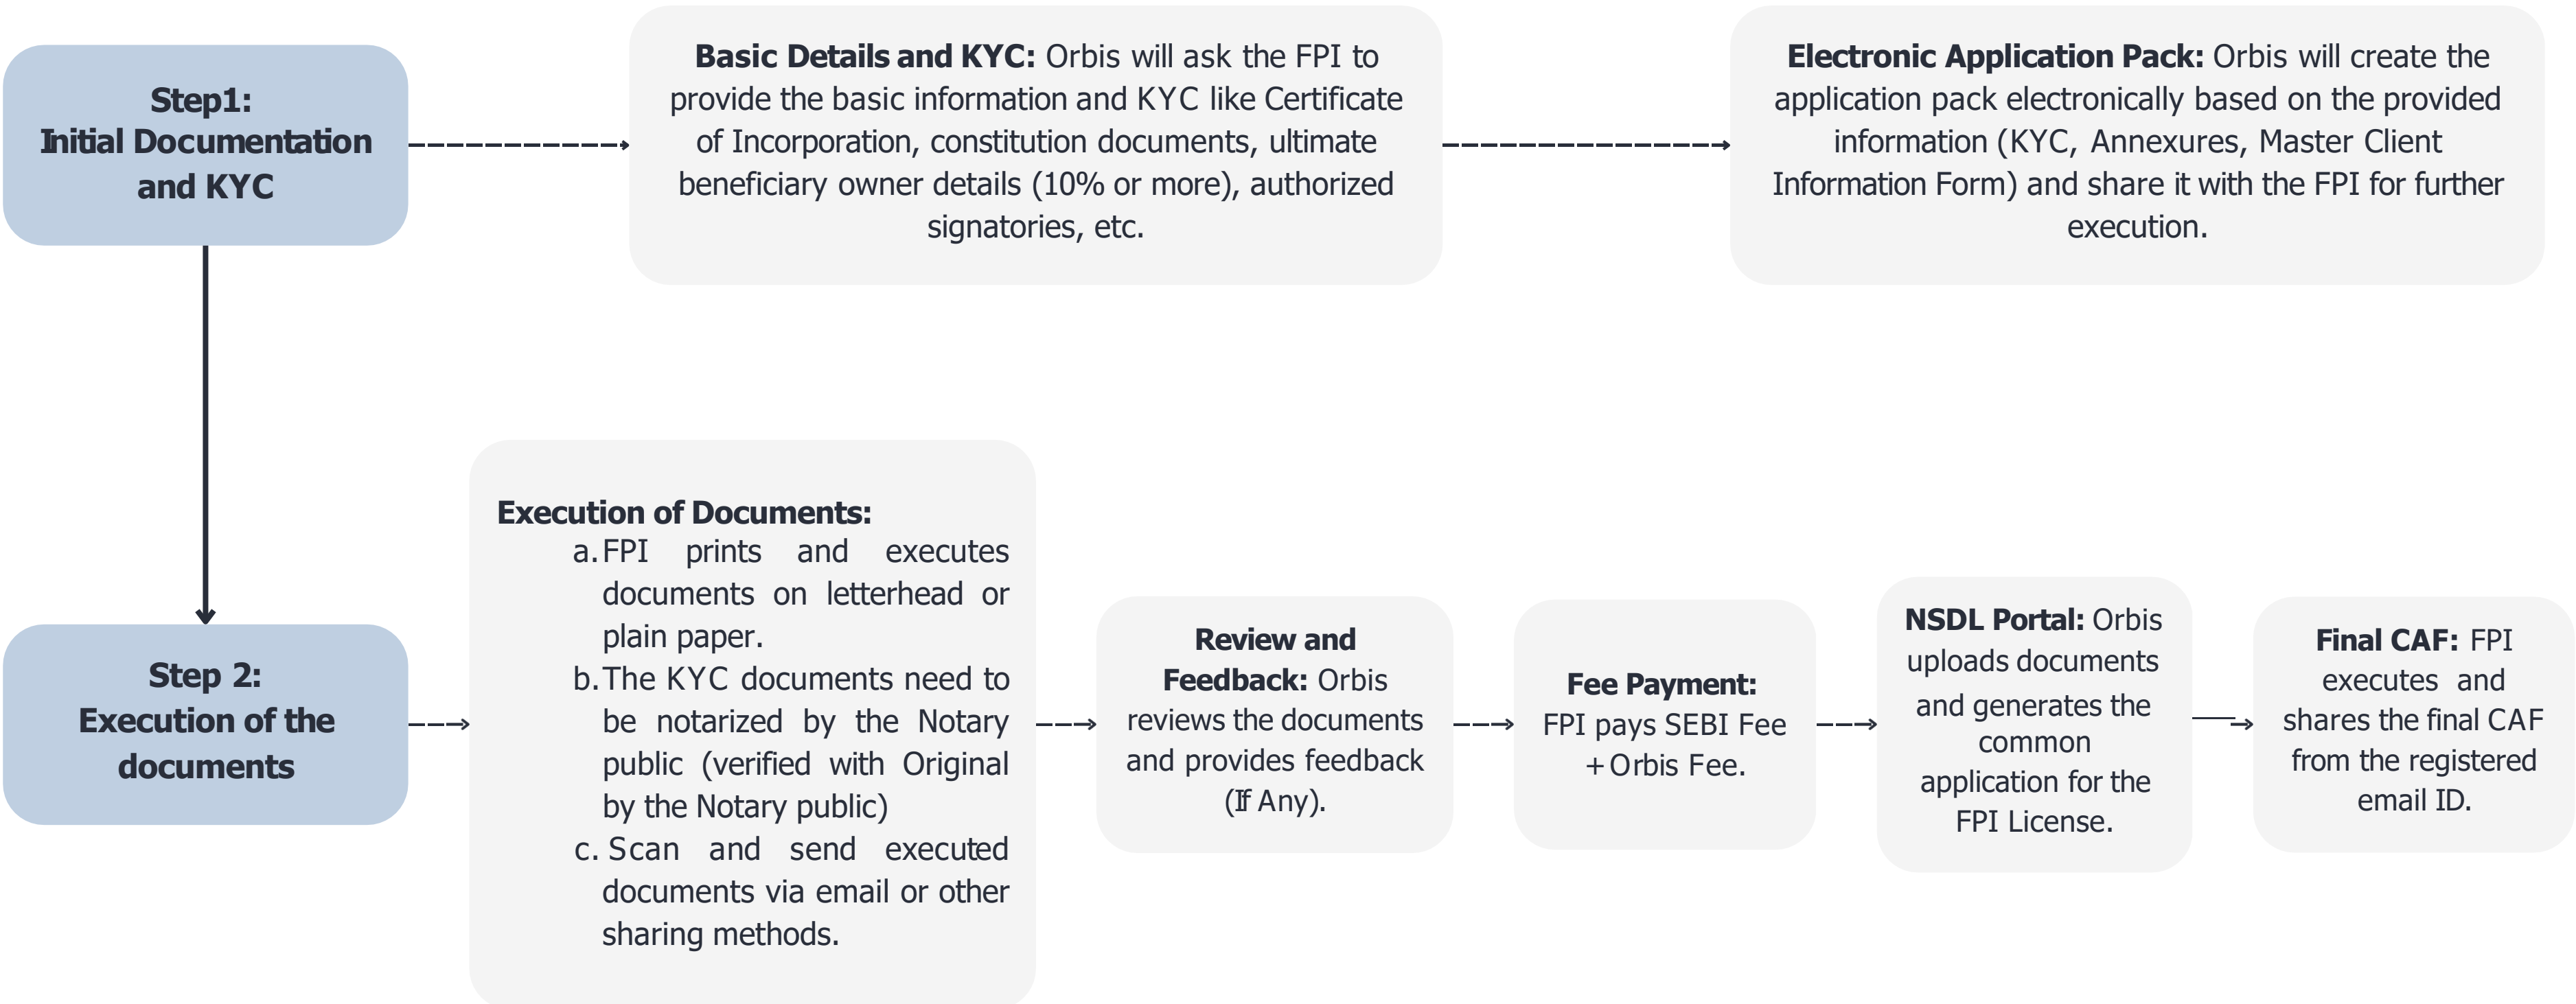 Step1:
Initial Documentation
and KYC
Basic Details and KYC: Orbis will ask the FPI to
provide the basic information and KYC like Certificate
of Incorporation, constitution documents, ultimate
beneficiary owner details (10% or more), authorized
signatories, etc.
Electronic Application Pack: Orbis will create the
application pack electronically based on the provided
information (KYC, Annexures, Master Client
Information Form) and share it with the FPI for further
execution.
Step 2:
Execution of the
documents
Execution of Documents:
a. FPI prints and executes
documents on letterhead or
plain paper.
b. The KYC documents need to
be notarized by the Notary
public (verified with Original
by the Notary public)
c. Scan and send executed
documents via email or other
sharing methods.
Review and
Feedback: Orbis
reviews the documents
and provides feedback
(If Any).
Fee Payment:
FPI pays SEBI Fee
+ Orbis Fee.
NSDL Portal: Orbis
uploads documents
and generates the
common
application for the
FPI License.
Final CAF: FPI
executes and
shares the final CAF
from the registered
email ID.